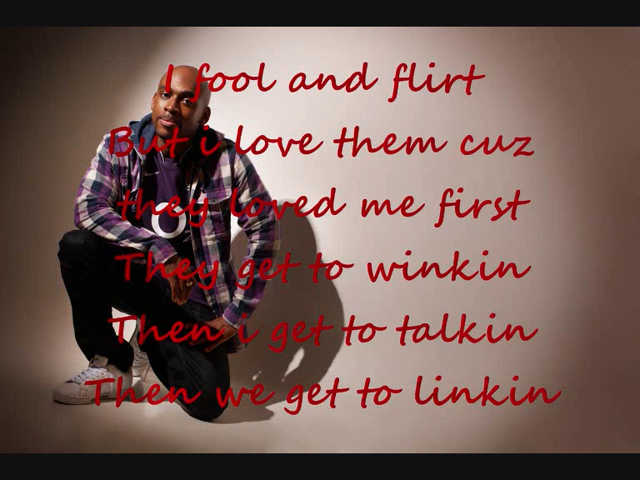 I fool and flirt
But i love them cuz
they loved me first
They get to winkin
Then i get to talkin
Then we get to linkin